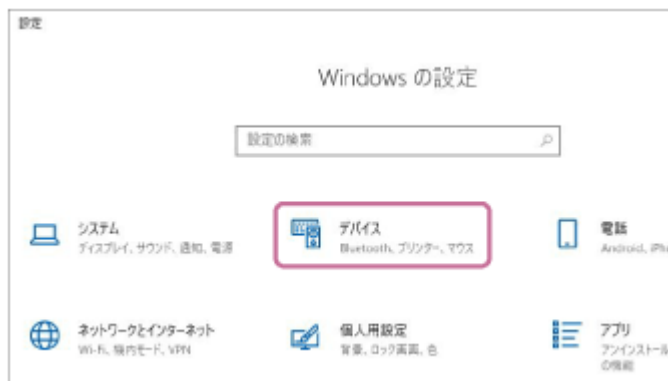 設定
Windows の設定
設定の検索
システム
ディスプレイ、サウンド、通知、電源
デバイス
Bluetooth、プリンター、マウス
電話
Android、iPh
ネットワークとインターネット
Wi-Fi、機内モード、VPN
個人用設定
背景、ロック画面、色
アプリ
アンインストール
の機能